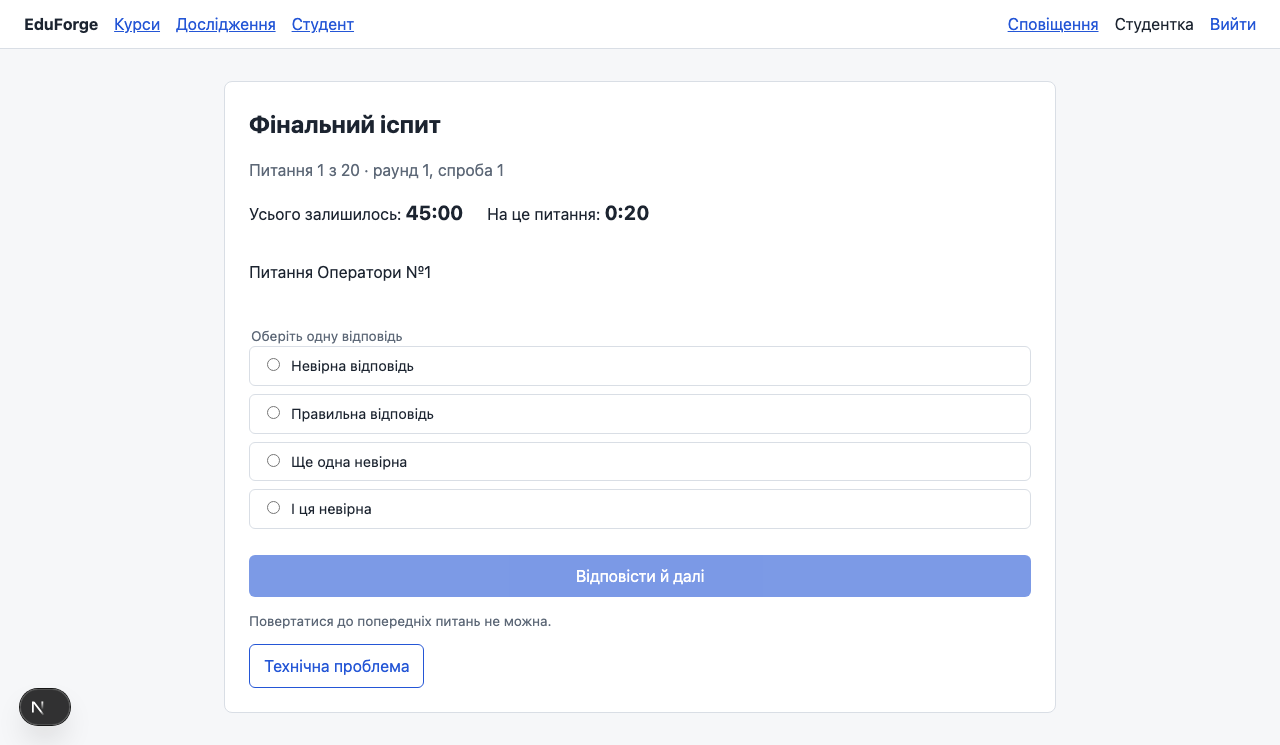 EduForge Курси Дослідження Студент Сповіщення Студентка Вийти
Фінальний іспит
Питання 1 з 20 · раунд 1, спроба 1
Усього залишилось: 45:00 На це питання: 0:20
Питання Оператори №1
Оберіть одну відповідь
Невірна відповідь
Правильна відповідь
Ще одна невірна
І ця невірна
Відповісти й далі
Повертатися до попередніх питань не можна.
Технічна проблема
N